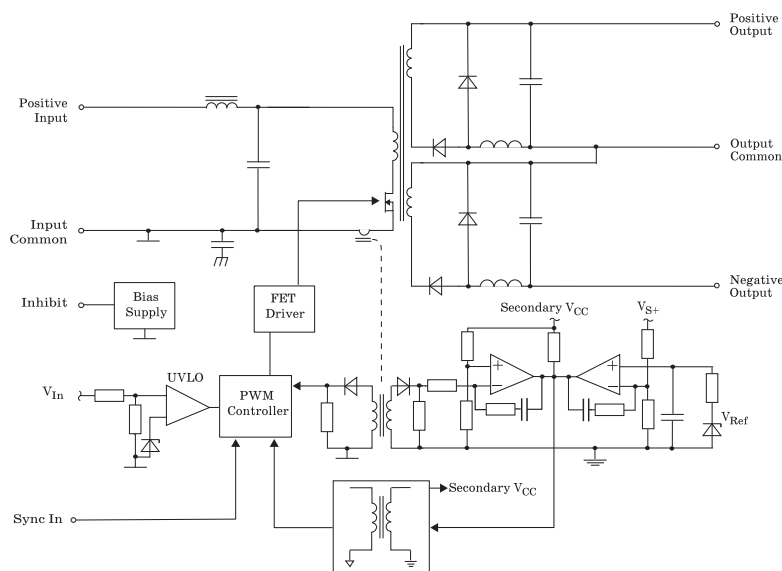 Positive
Output
Positive
Input
Output
Common
Input
Common
Negative
Output
Inhibit
Bias
Supply
FET
Driver
Secondary VCC
VS+
UVLO
VIn
PWM
Controller
+
−
+
−
VRef
Secondary VCC
Sync In